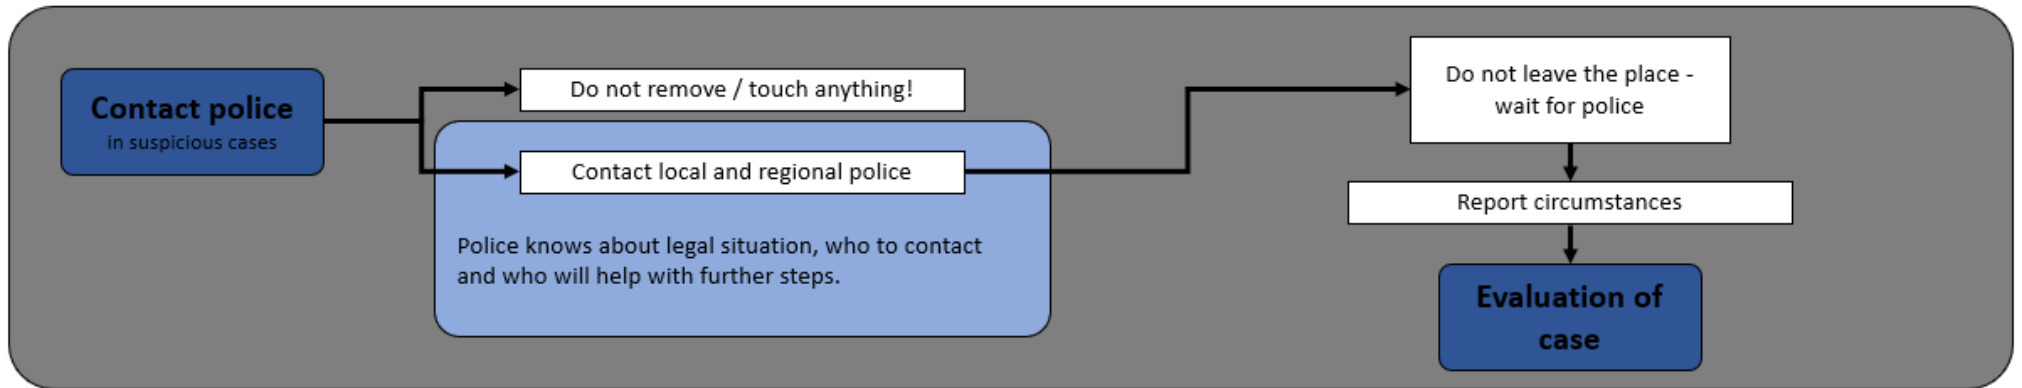 Contact police
in suspicious cases
Do not remove / touch anything!
Contact local and regional police
Police knows about legal situation, who to contact
and who will help with further steps.
Do not leave the place -
wait for police
Report circumstances
Evaluation of
case